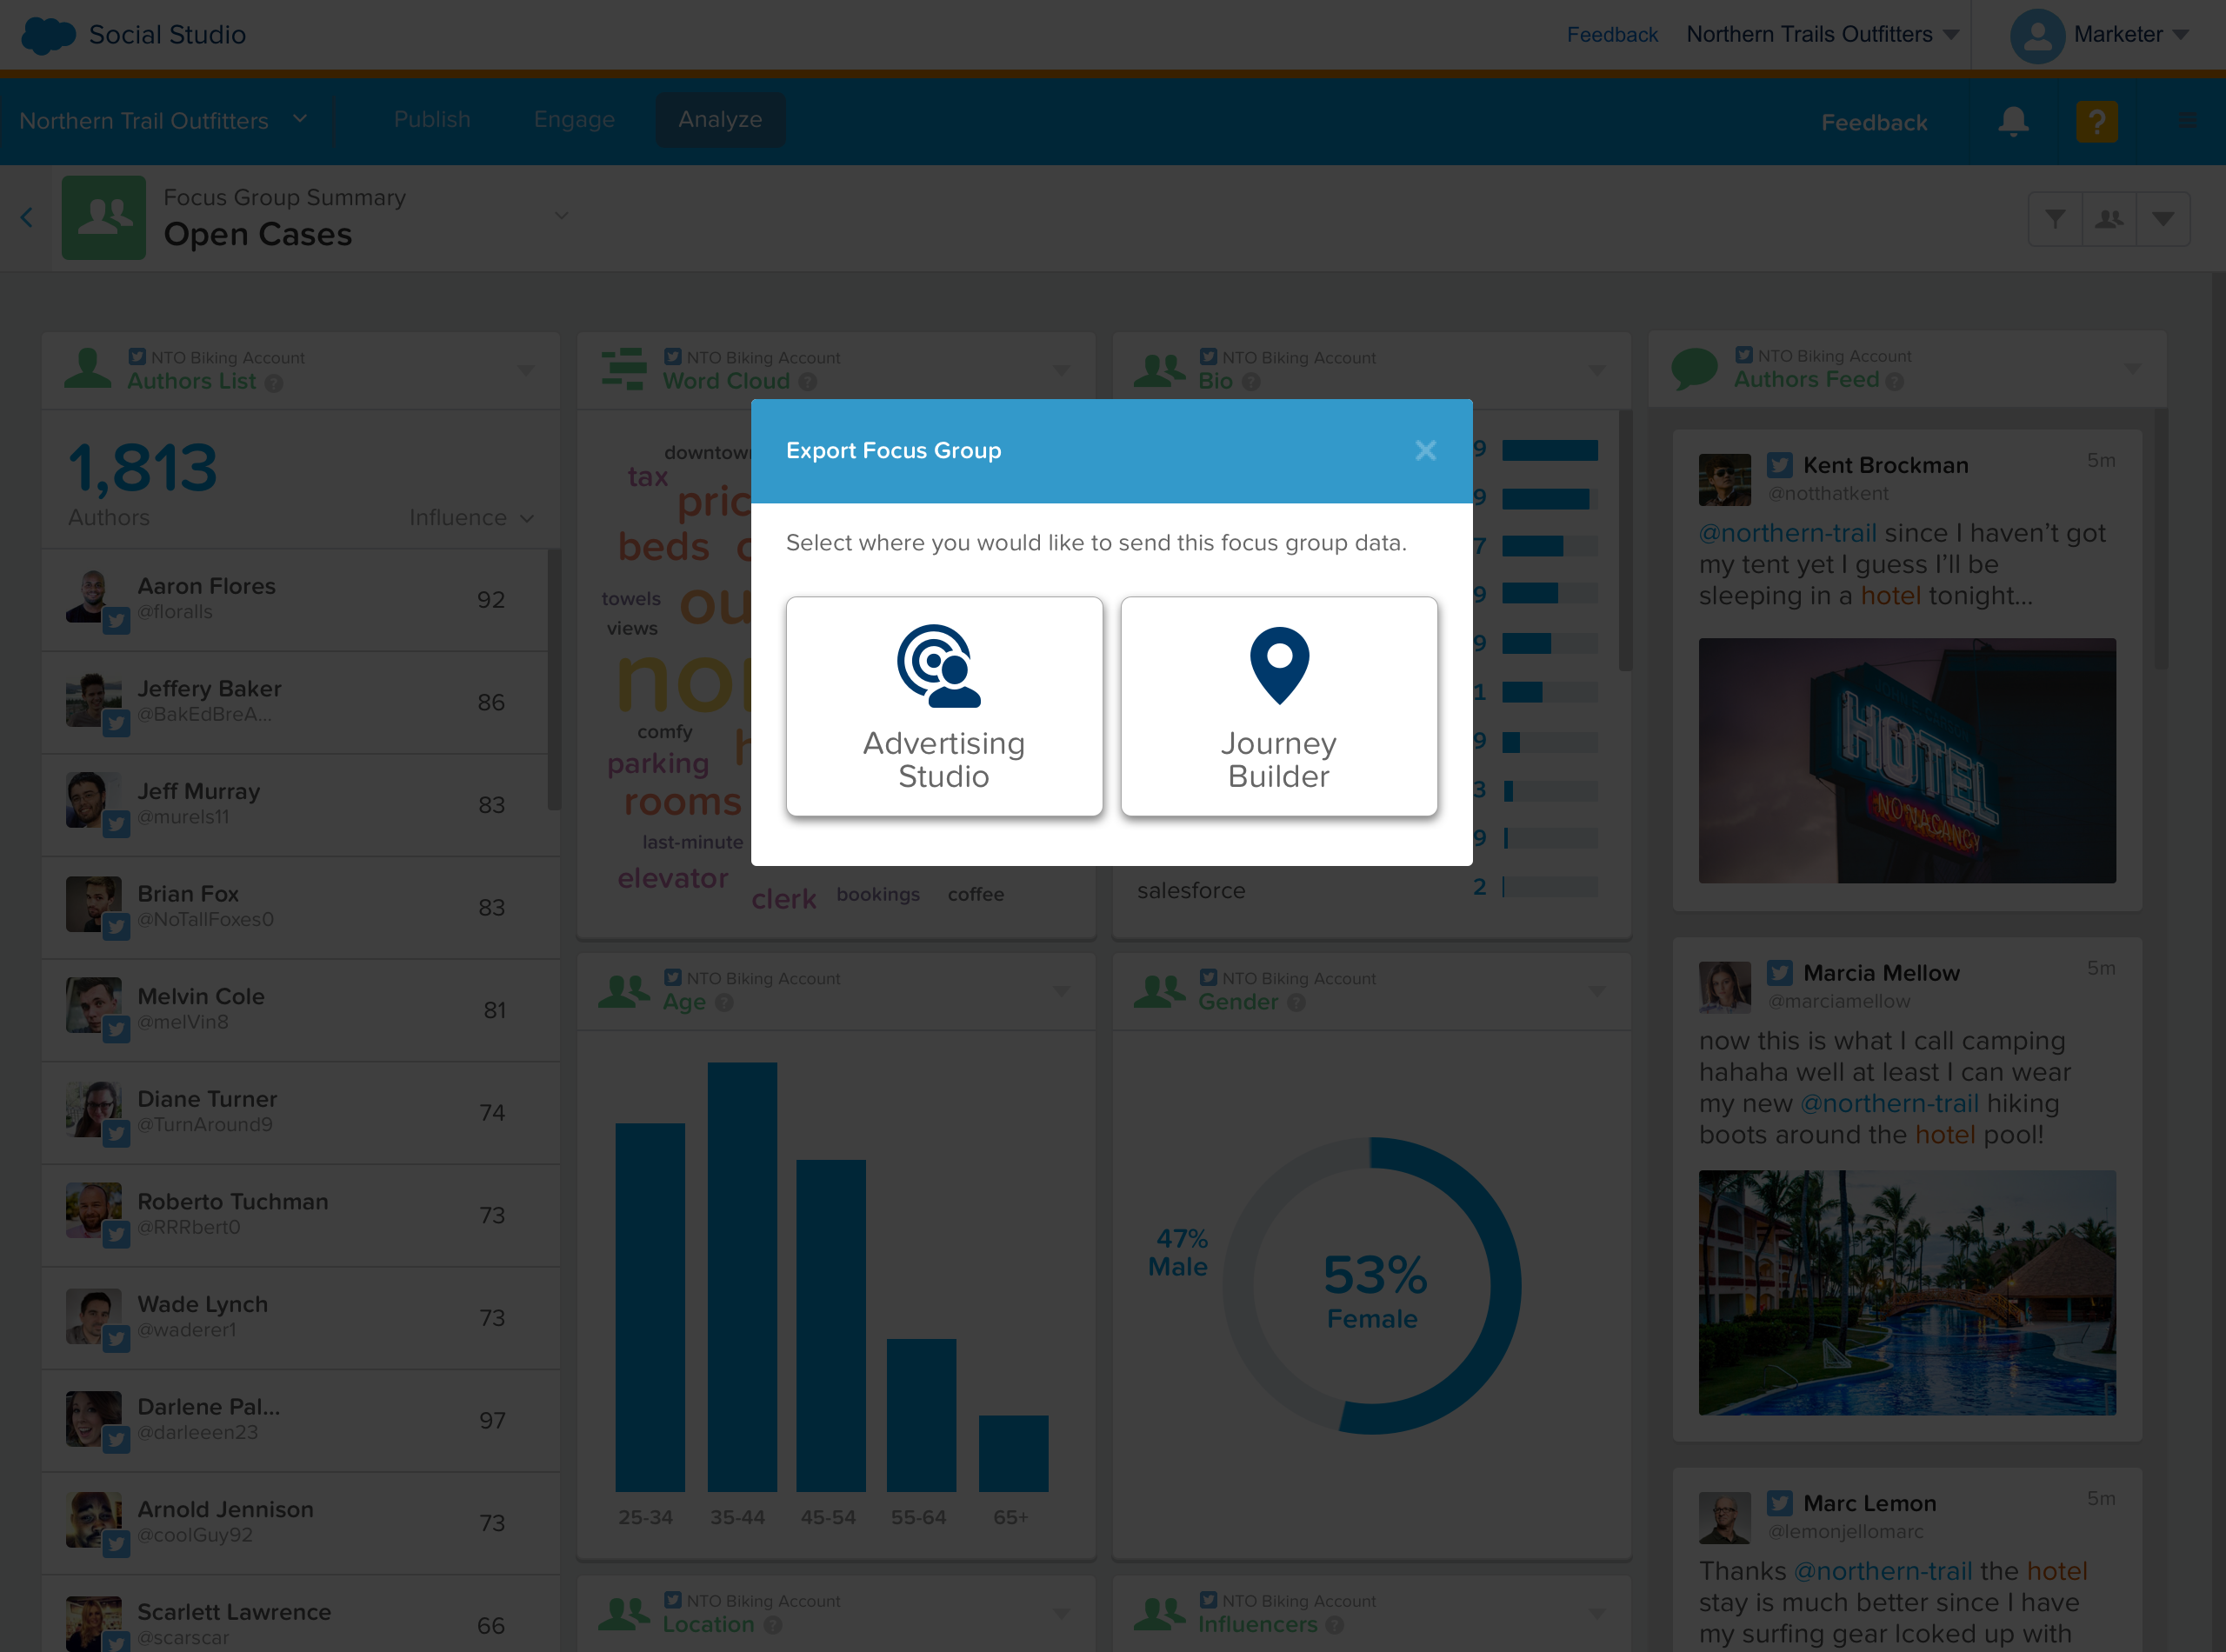 Social Studio
Feedback
Northern Trails Outfitters
Marketer
Northern Trail Outfitters
Publish
Engage
Analyze
Feedback
?
Focus Group Summary
Open Cases
NTO Biking Account
Authors List ?
1,813
Authors
Influence
Aaron Flores
@floralls
92
Jeffery Baker
@BakEdBreA...
86
Jeff Murray
@murels11
83
Brian Fox
@NoTallFoxes0
83
Melvin Cole
@melVin8
81
Diane Turner
@TurnAround9
74
Roberto Tuchman
@RRRbert0
73
Wade Lynch
@waderer1
73
Darlene Pal...
@darleeen23
97
Arnold Jennison
@coolGuy92
73
Scarlett Lawrence
@scarscar
66
NTO Biking Account
Word Cloud ?
tax
beds
towels
views
comfy
parking
rooms
last-minute
elevator
clerk
bookings
coffee
NTO Biking Account
Bio ?
9
9
7
9
9
1
9
3
9
salesforce
2
Export Focus Group
Select where you would like to send this focus group data.
Advertising
Studio
Journey
Builder
NTO Biking Account
Age ?
25-34
35-44
45-54
55-64
65+
NTO Biking Account
Gender ?
47%
Male
53%
Female
NTO Biking Account
Location ?
NTO Biking Account
Influencers ?
NTO Biking Account
Authors Feed ?
Kent Brockman
5m
@notthatkent
@northern-trail since I haven't got
my tent yet I guess I'll be
sleeping in a hotel tonight...
HOTEL
NO VACANCY
Marcia Mellow
5m
@marciamellow
now this is what I call camping
hahaha well at least I can wear
my new @northern-trail hiking
boots around the hotel pool!
Marc Lemon
5m
@lemonjellomarc
Thanks @northern-trail the hotel
stay is much better since I have
my surfing gear lcoked up with